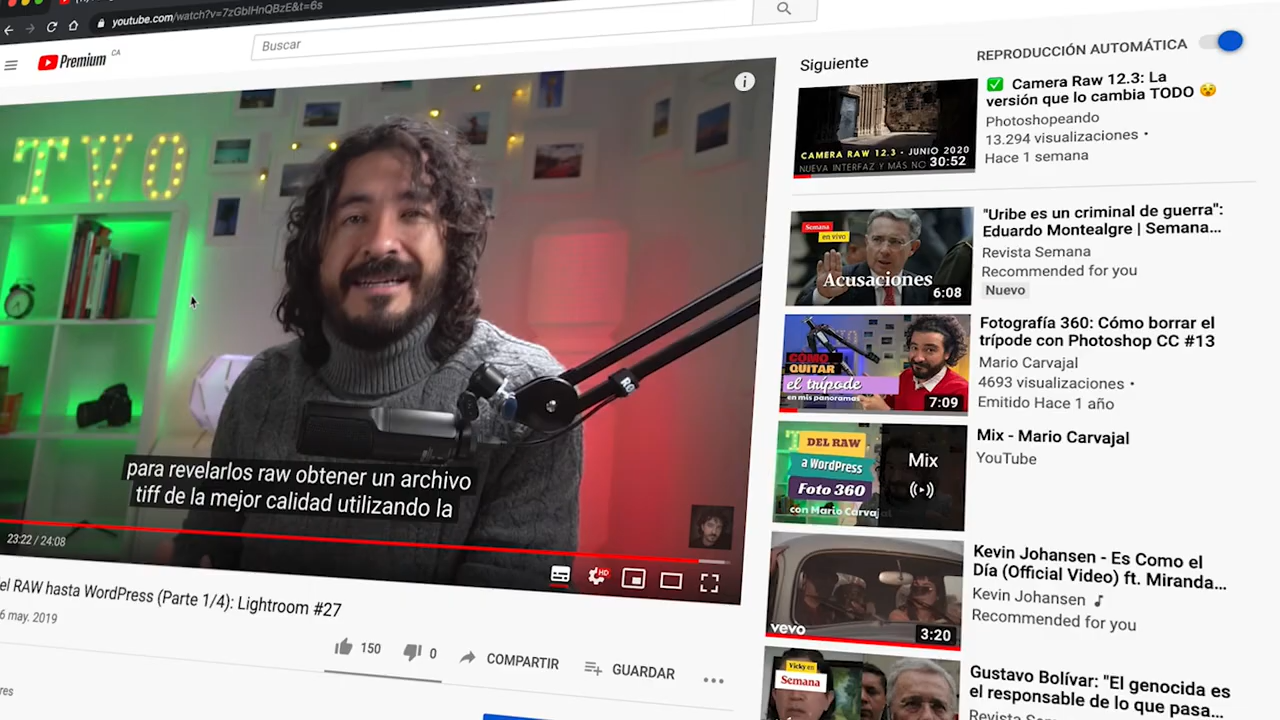 youtube.com/watch?v=7zGbIHnQBzE&t=6s
Premium CA
Buscar
TVO
para revelarlos raw obtener un archivo
tiff de la mejor calidad utilizando la
23:22 / 24:08
HD
el RAW hasta WordPress (Parte 1/4): Lightroom #27
6 may. 2019
150
0
COMPARTIR
GUARDAR
res
Siguiente
REPRODUCCIÓN AUTOMÁTICA
CAMERA RAW 12.3 - JUNIO 2020
NUEVA INTERFAZ Y MÁS NO
30:52
✅ Camera Raw 12.3: La
versión que lo cambia TODO 😯
Photoshopeando
13.294 visualizaciones •
Hace 1 semana
Semana
en vivo
Acusaciones
6:08
"Uribe es un criminal de guerra":
Eduardo Montealgre | Semana...
Revista Semana
Recommended for you
Nuevo
CÓMO
QUITAR
el trípode
en mis panoramas
7:09
Fotografía 360: Cómo borrar el
trípode con Photoshop CC #13
Mario Carvajal
4693 visualizaciones •
Emitido Hace 1 año
DEL RAW
a WordPress
Foto 360
con Mario Carvajal
Mix
Mix - Mario Carvajal
YouTube
vevo
3:20
Kevin Johansen - Es Como el
Día (Official Video) ft. Miranda...
Kevin Johansen
Recommended for you
Vicky en
Semana
Gustavo Bolívar: "El genocida es
el responsable de lo que pasa...
Revista Semana